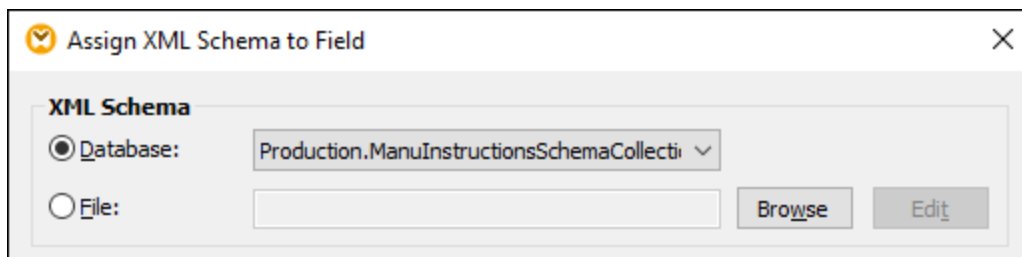 Assign XML Schema to Field
XML Schema
Database: Production.ManuInstructionsSchemaCollecti
File: Browse Edit